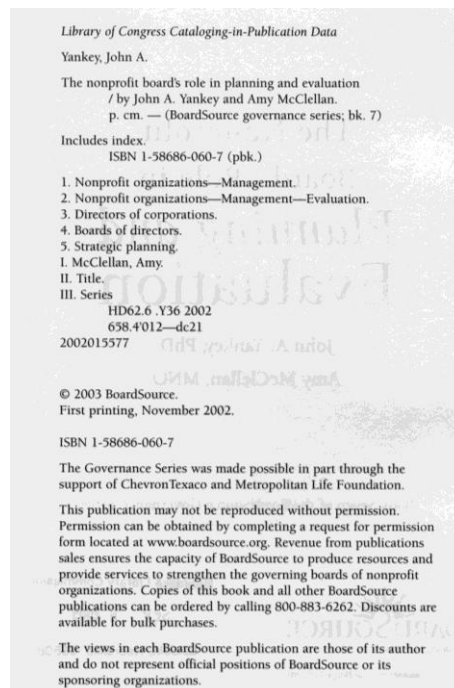 Library of Congress Cataloging-in-Publication Data
Yankey, John A.
The nonprofit board's role in planning and evaluation
/ by John A. Yankey and Amy McClellan.
p. cm. — (BoardSource governance series; bk. 7)
Includes index.
ISBN 1-58686-060-7 (pbk.)
1. Nonprofit organizations—Management.
2. Nonprofit organizations—Management—Evaluation.
3. Directors of corporations.
4. Boards of directors.
5. Strategic planning.
I. McClellan, Amy.
II. Title.
III. Series
HD62.6 .Y36 2002
658.4'012—dc21
2002015577
© 2003 BoardSource.
First printing, November 2002.
ISBN 1-58686-060-7
The Governance Series was made possible in part through the
support of ChevronTexaco and Metropolitan Life Foundation.
This publication may not be reproduced without permission.
Permission can be obtained by completing a request for permission
form located at www.boardsource.org. Revenue from publications
sales ensures the capacity of BoardSource to produce resources and
provide services to strengthen the governing boards of nonprofit
organizations. Copies of this book and all other BoardSource
publications can be ordered by calling 800-883-6262. Discounts are
available for bulk purchases.
The views in each BoardSource publication are those of its author
and do not represent official positions of BoardSource or its
sponsoring organizations.